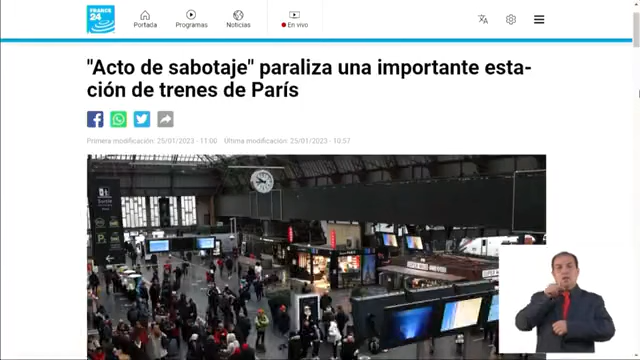 FRANCE
24
Portada
Programas
Noticias
En vivo
"Acto de sabotaje" paraliza una importante esta-
ción de trenes de París
Primera modificación: 25/01/2023 - 11:00 Última modificación: 25/01/2023 - 10:57
Sortie